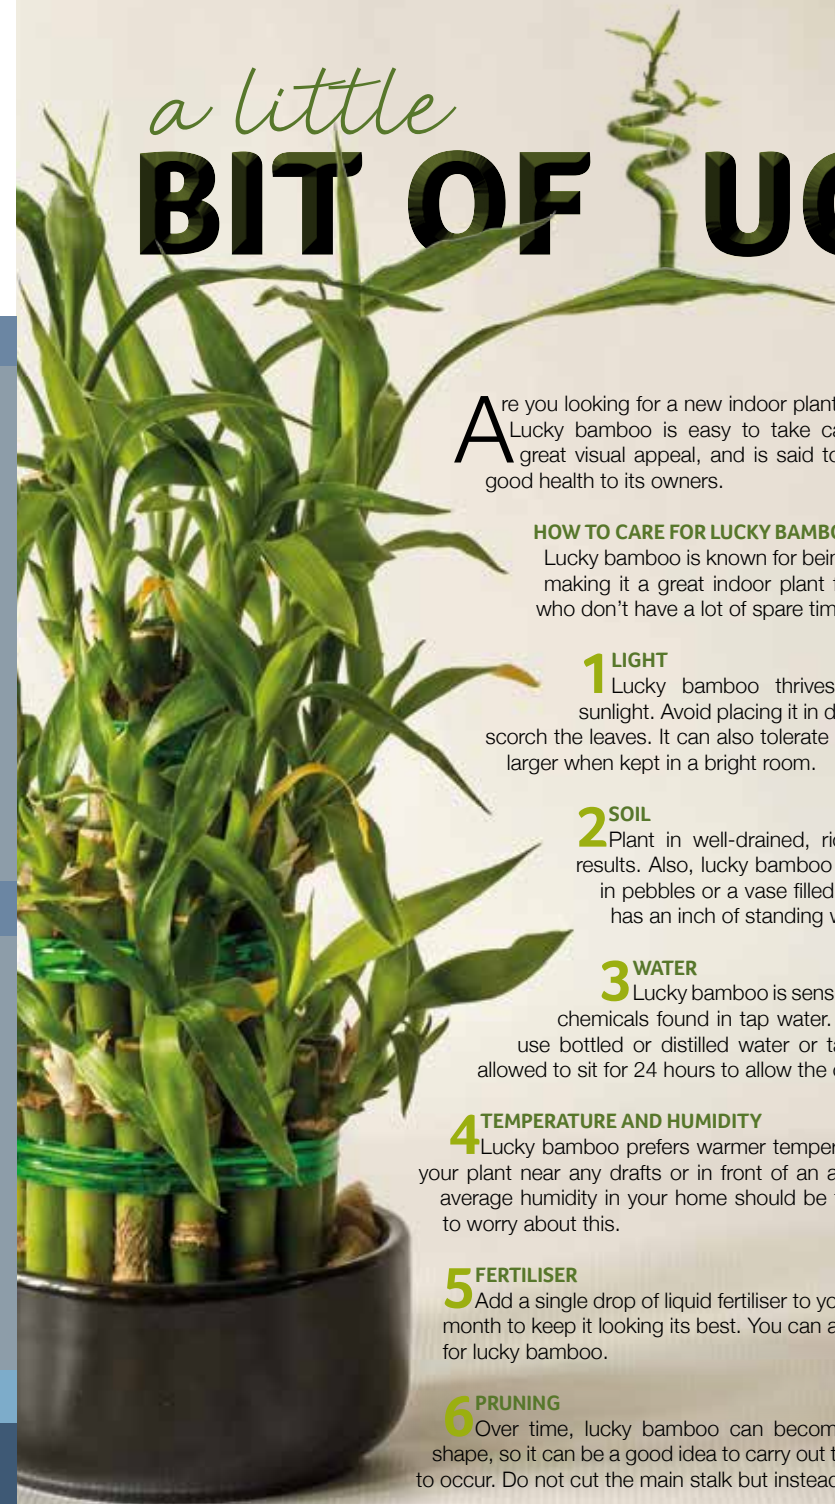 a little
BIT OF UC
Are you looking for a new indoor plant
Lucky bamboo is easy to take ca
great visual appeal, and is said to
good health to its owners.
HOW TO CARE FOR LUCKY BAMBO
Lucky bamboo is known for bein
making it a great indoor plant
who don't have a lot of spare tim
1 LIGHT
Lucky bamboo thrives
sunlight. Avoid placing it in d
scorch the leaves. It can also tolerate
larger when kept in a bright room.
2 SOIL
Plant in well-drained, ric
results. Also, lucky bamboo
in pebbles or a vase filled
has an inch of standing w
3 WATER
Lucky bamboo is sens
chemicals found in tap water.
use bottled or distilled water or ta
allowed to sit for 24 hours to allow the
4 TEMPERATURE AND HUMIDITY
Lucky bamboo prefers warmer temper
your plant near any drafts or in front of an a
average humidity in your home should be
to worry about this.
5 FERTILISER
Add a single drop of liquid fertiliser to yo
month to keep it looking its best. You can a
for lucky bamboo.
6 PRUNING
Over time, lucky bamboo can becom
shape, so it can be a good idea to carry out t
to occur. Do not cut the main stalk but instead